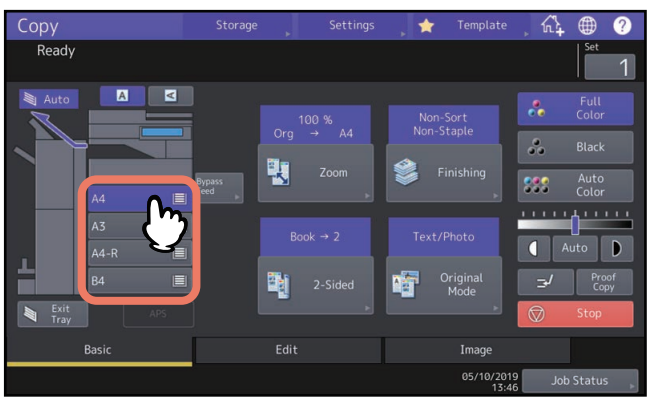 Copy
Storage
Settings
Template
?
Ready
Set
1
Auto
A
A
100 %
Org → A4
Non-Sort
Non-Staple
Full
Color
Black
Bypass
Feed
Zoom
Finishing
Auto
Color
A4
A3
A4-R
B4
Book → 2
Text/Photo
Auto
2-Sided
Original
Mode
Proof
Copy
Exit
Tray
APS
Stop
Basic
Edit
Image
05/10/2019
13:46
Job Status